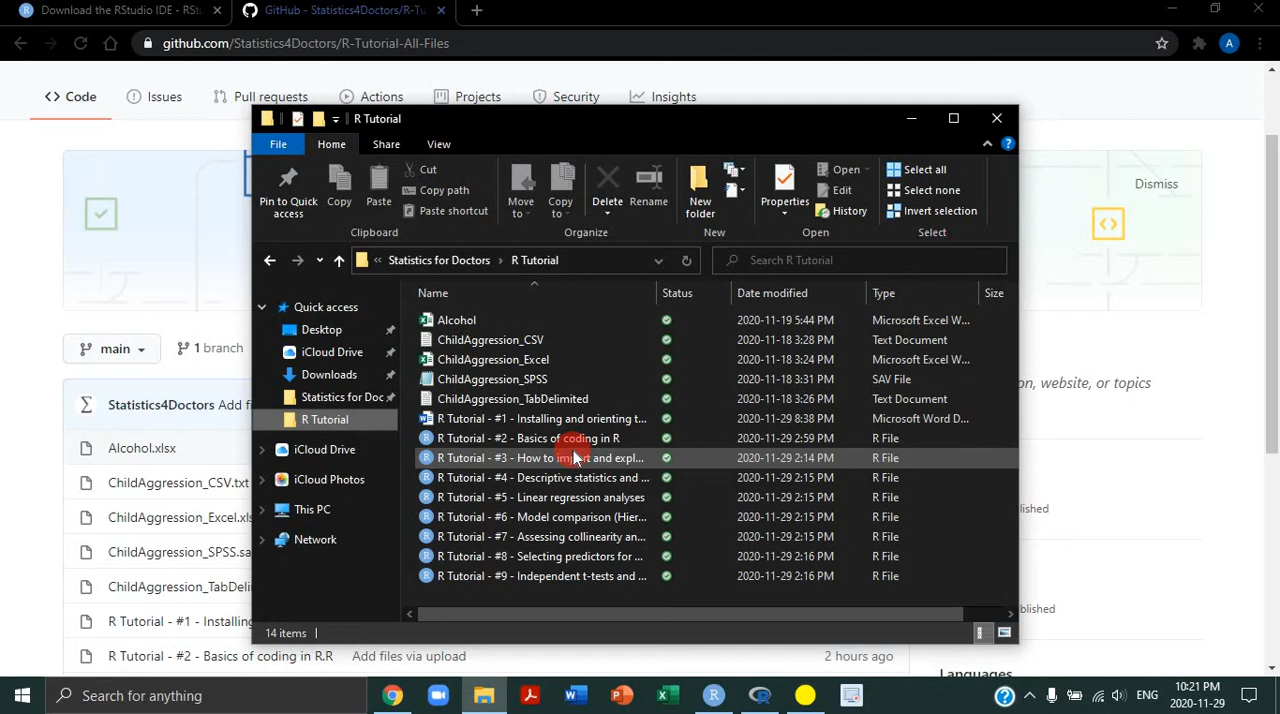 Download the RStudio IDE - RSt
GitHub - Statistics4Doctors/R-Tu
github.com/Statistics4Doctors/R-Tutorial-All-Files
A
Code
Issues
Pull requests
Actions
Projects
Security
Insights
R Tutorial
File
Home
Share
View
Pin to Quick access
Copy
Paste
Cut
Copy path
Paste shortcut
Clipboard
Move to
Copy to
Delete
Rename
Organize
New folder
New
Properties
Open
Edit
History
Open
Select all
Select none
Invert selection
Select
Dismiss
Statistics for Doctors
R Tutorial
Search R Tutorial
Name
Status
Date modified
Type
Size
Quick access
Desktop
iCloud Drive
Downloads
Statistics for Doc
R Tutorial
iCloud Drive
iCloud Photos
This PC
Network
Alcohol 2020-11-19 5:44 PM Microsoft Excel W...
ChildAggression_CSV 2020-11-18 3:28 PM Text Document
ChildAggression_Excel 2020-11-18 3:24 PM Microsoft Excel W...
ChildAggression_SPSS 2020-11-18 3:31 PM SAV File
ChildAggression_TabDelimited 2020-11-18 3:26 PM Text Document
R Tutorial - #1 - Installing and orienting t... 2020-11-29 8:38 PM Microsoft Word D...
R Tutorial - #2 - Basics of coding in R 2020-11-29 2:59 PM R File
R Tutorial - #3 - How to import and expl... 2020-11-29 2:14 PM R File
R Tutorial - #4 - Descriptive statistics and ... 2020-11-29 2:15 PM R File
R Tutorial - #5 - Linear regression analyses 2020-11-29 2:15 PM R File
R Tutorial - #6 - Model comparison (Hier... 2020-11-29 2:15 PM R File
R Tutorial - #7 - Assessing collinearity an... 2020-11-29 2:15 PM R File
R Tutorial - #8 - Selecting predictors for ... 2020-11-29 2:16 PM R File
R Tutorial - #9 - Independent t-tests and ... 2020-11-29 2:16 PM R File
14 items
main
1 branch
Statistics4Doctors Add fi
Alcohol.xlsx
ChildAggression_CSV.txt
ChildAggression_Excel.xls
ChildAggression_SPSS.sa
ChildAggression_TabDelim
R Tutorial - #1 - Installing
R Tutorial - #2 - Basics of coding in R.R Add files via upload 2 hours ago
on, website, or topics
ublished
ublished
Languages
Search for anything
ENG
10:21 PM
2020-11-29